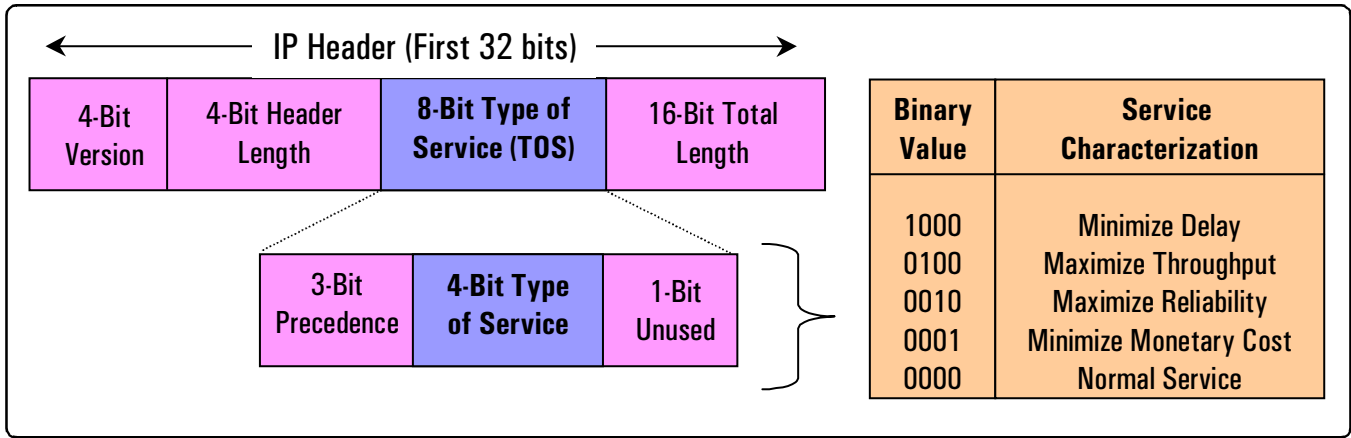 IP Header (First 32 bits)
4-Bit
Version
4-Bit Header
Length
8-Bit Type of
Service (TOS)
16-Bit Total
Length
3-Bit
Precedence
4-Bit Type
of Service
1-Bit
Unused
Binary
Value
Service
Characterization
1000 Minimize Delay
0100 Maximize Throughput
0010 Maximize Reliability
0001 Minimize Monetary Cost
0000 Normal Service